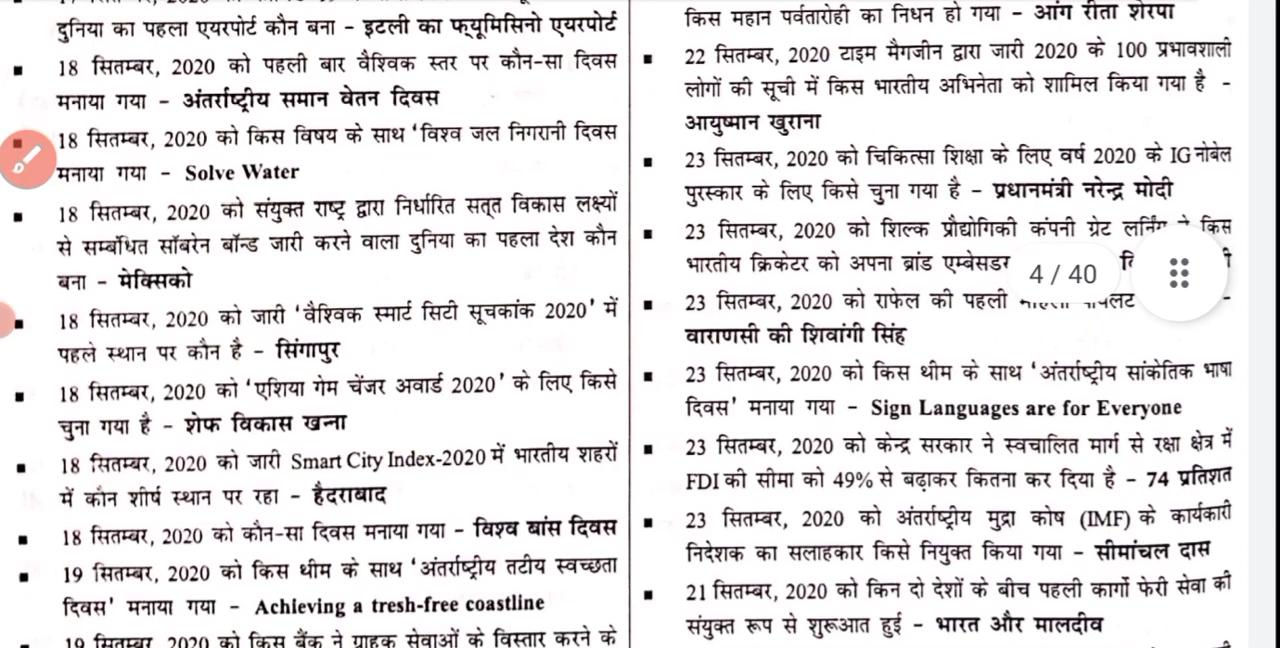 दुनिया का पहला एयरपोर्ट कौन बना – इटली का फ्यूमिसिनो एयरपोर्ट
▪ 18 सितम्बर, 2020 को पहली बार वैश्विक स्तर पर कौन-सा दिवस
मनाया गया – अंतर्राष्ट्रीय समान वेतन दिवस
▪ 18 सितम्बर, 2020 को किस विषय के साथ 'विश्व जल निगरानी दिवस
मनाया गया – Solve Water
▪ 18 सितम्बर, 2020 को संयुक्त राष्ट्र द्वारा निर्धारित सत्‌त विकास लक्ष्यों
से सम्बंधित सॉबरेन बॉन्ड जारी करने वाला दुनिया का पहला देश कौन
बना – मेक्सिको
▪ 18 सितम्बर, 2020 को जारी 'वैश्विक स्मार्ट सिटी सूचकांक 2020' में
पहले स्थान पर कौन है – सिंगापुर
▪ 18 सितम्बर, 2020 को 'एशिया गेम चेंजर अवार्ड 2020' के लिए किसे
चुना गया है – शेफ विकास खन्ना
▪ 18 सितम्बर, 2020 को जारी Smart City Index-2020 में भारतीय शहरों
में कौन शीर्ष स्थान पर रहा – हैदराबाद
▪ 18 सितम्बर, 2020 को कौन-सा दिवस मनाया गया – विश्व बांस दिवस
▪ 19 सितम्बर, 2020 को किस थीम के साथ 'अंतर्राष्ट्रीय तटीय स्वच्छता
दिवस' मनाया गया – Achieving a tresh-free coastline
19 सितम्बर, 2020 को किस बैंक ने ग्राहक सेवाओं के विस्तार करने के
किस महान पर्वतारोही का निधन हो गया – आंग रीता शेरपा
▪ 22 सितम्बर, 2020 टाइम मैगजीन द्वारा जारी 2020 के 100 प्रभावशाली
लोगों की सूची में किस भारतीय अभिनेता को शामिल किया गया है –
आयुष्मान खुराना
▪ 23 सितम्बर, 2020 को चिकित्सा शिक्षा के लिए वर्ष 2020 के IG नोबेल
पुरस्कार के लिए किसे चुना गया है – प्रधानमंत्री नरेन्द्र मोदी
▪ 23 सितम्बर, 2020 को शिल्क प्रौद्योगिकी कंपनी ग्रेट लर्निंग किस
भारतीय क्रिकेटर को अपना ब्रांड एम्बेसडर
4 / 40
▪ 23 सितम्बर, 2020 को राफेल की पहली –
वाराणसी की शिवांगी सिंह
▪ 23 सितम्बर, 2020 को किस थीम के साथ 'अंतर्राष्ट्रीय सांकेतिक भाषा
दिवस' मनाया गया – Sign Languages are for Everyone
▪ 23 सितम्बर, 2020 को केन्द्र सरकार ने स्वचालित मार्ग से रक्षा क्षेत्र में
FDI की सीमा को 49% से बढ़ाकर कितना कर दिया है – 74 प्रतिशत
▪ 23 सितम्बर, 2020 को अंतर्राष्ट्रीय मुद्रा कोष (IMF) के कार्यकारी
निदेशक का सलाहकार किसे नियुक्त किया गया – सीमांचल दास
▪ 21 सितम्बर, 2020 को किन दो देशों के बीच पहली कार्गो फेरी सेवा की
संयुक्त रूप से शुरूआत हुई – भारत और मालदीव